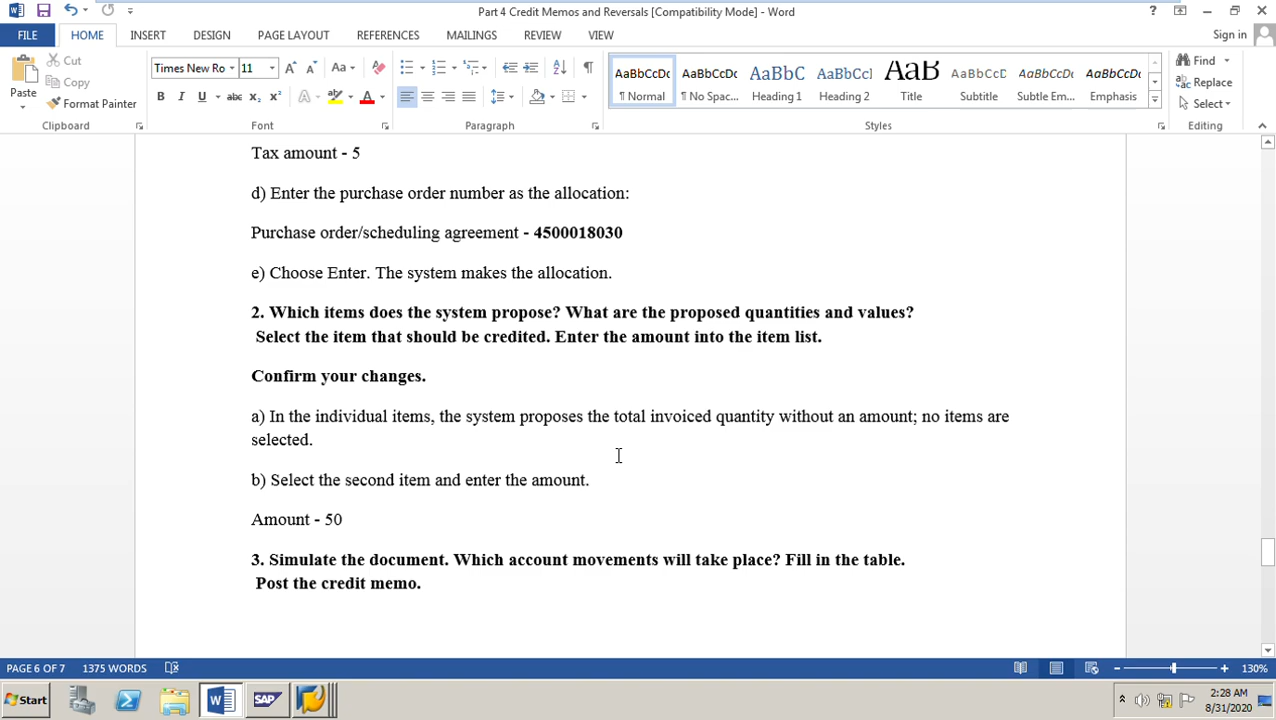 Part 4 Credit Memos and Reversals [Compatibility Mode] - Word
?
FILE HOME INSERT DESIGN PAGE LAYOUT REFERENCES MAILINGS REVIEW VIEW Sign in
Paste Cut Copy Format Painter
Times New Ro 11 Aa
B I U abc x₂ x² A A
AaBbCcDc AaBbCcDc AaBbC AaBbCc AaB AaBbCcD AaBbCcDt AaBbCcDt
¶ Normal ¶ No Spac... Heading 1 Heading 2 Title Subtitle Subtle Em... Emphasis
Find
Replace
Select
Clipboard Font Paragraph Styles Editing
Tax amount - 5
d) Enter the purchase order number as the allocation:
Purchase order/scheduling agreement - 4500018030
e) Choose Enter. The system makes the allocation.
2. Which items does the system propose? What are the proposed quantities and values?
Select the item that should be credited. Enter the amount into the item list.
Confirm your changes.
a) In the individual items, the system proposes the total invoiced quantity without an amount; no items are
selected.
b) Select the second item and enter the amount.
Amount - 50
3. Simulate the document. Which account movements will take place? Fill in the table.
Post the credit memo.
PAGE 6 OF 7 1375 WORDS 130%
Start SAP 2:28 AM
8/31/2020